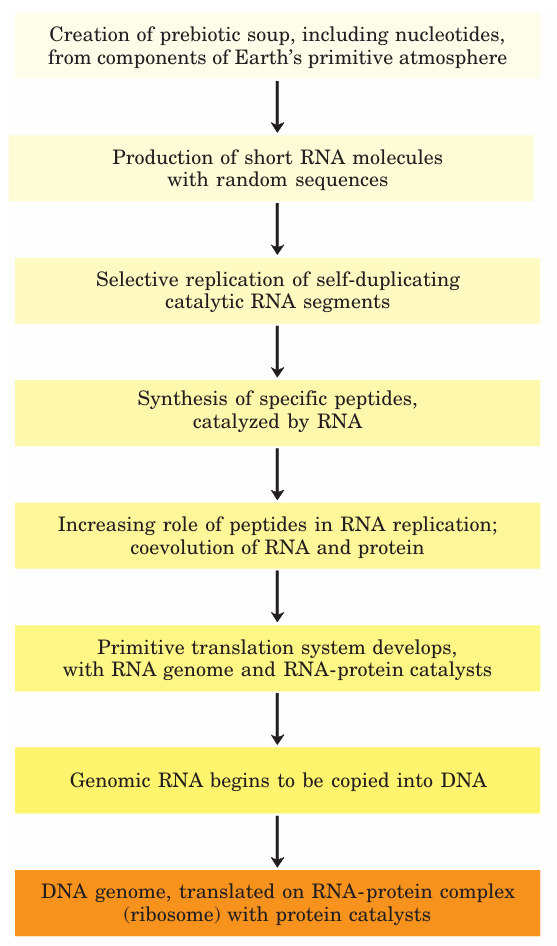 Creation of prebiotic soup, including nucleotides,
from components of Earth’s primitive atmosphere
Production of short RNA molecules
with random sequences
Selective replication of self-duplicating
catalytic RNA segments
Synthesis of specific peptides,
catalyzed by RNA
Increasing role of peptides in RNA replication;
coevolution of RNA and protein
Primitive translation system develops,
with RNA genome and RNA-protein catalysts
Genomic RNA begins to be copied into DNA
DNA genome, translated on RNA-protein complex
(ribosome) with protein catalysts